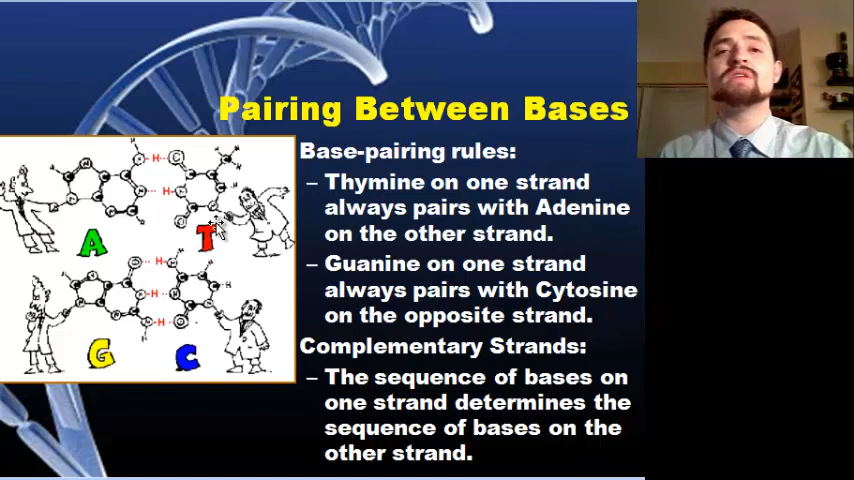 Pairing Between Bases
Base-pairing rules:
– Thymine on one strand
always pairs with Adenine
on the other strand.
– Guanine on one strand
always pairs with Cytosine
on the opposite strand.
Complementary Strands:
– The sequence of bases on
one strand determines the
sequence of bases on the
other strand.
H
H
A T
H
H
H
G C